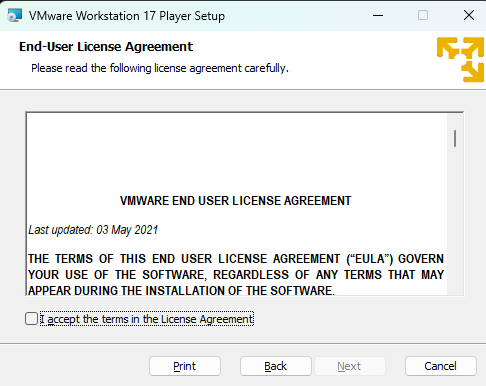 VMware Workstation 17 Player Setup
End-User License Agreement
Please read the following license agreement carefully.
VMWARE END USER LICENSE AGREEMENT
Last updated: 03 May 2021
THE TERMS OF THIS END USER LICENSE AGREEMENT (“EULA”) GOVERN
YOUR USE OF THE SOFTWARE, REGARDLESS OF ANY TERMS THAT MAY
APPEAR DURING THE INSTALLATION OF THE SOFTWARE.
I accept the terms in the License Agreement
Print Back Next Cancel